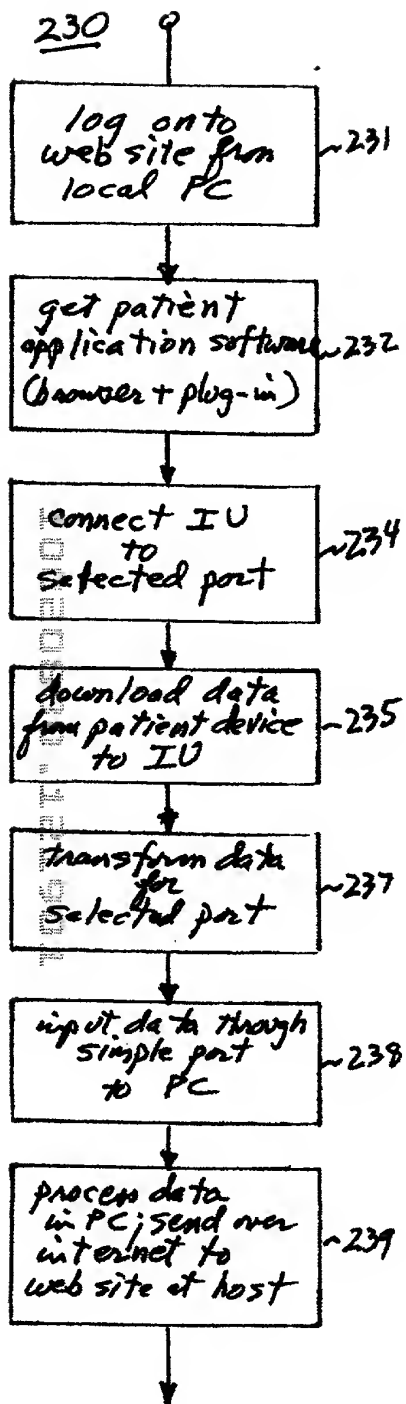 230
log onto
web site from
local PC
~231
get patient
application software
(browser + plug-in)
~232
connect IU
to
selected port
~234
download data
from patient device
to IU
~235
transform data
for
selected port
~237
input data through
simple port
to PC
~238
process data
in PC; send over
internet to
web site at host
~239